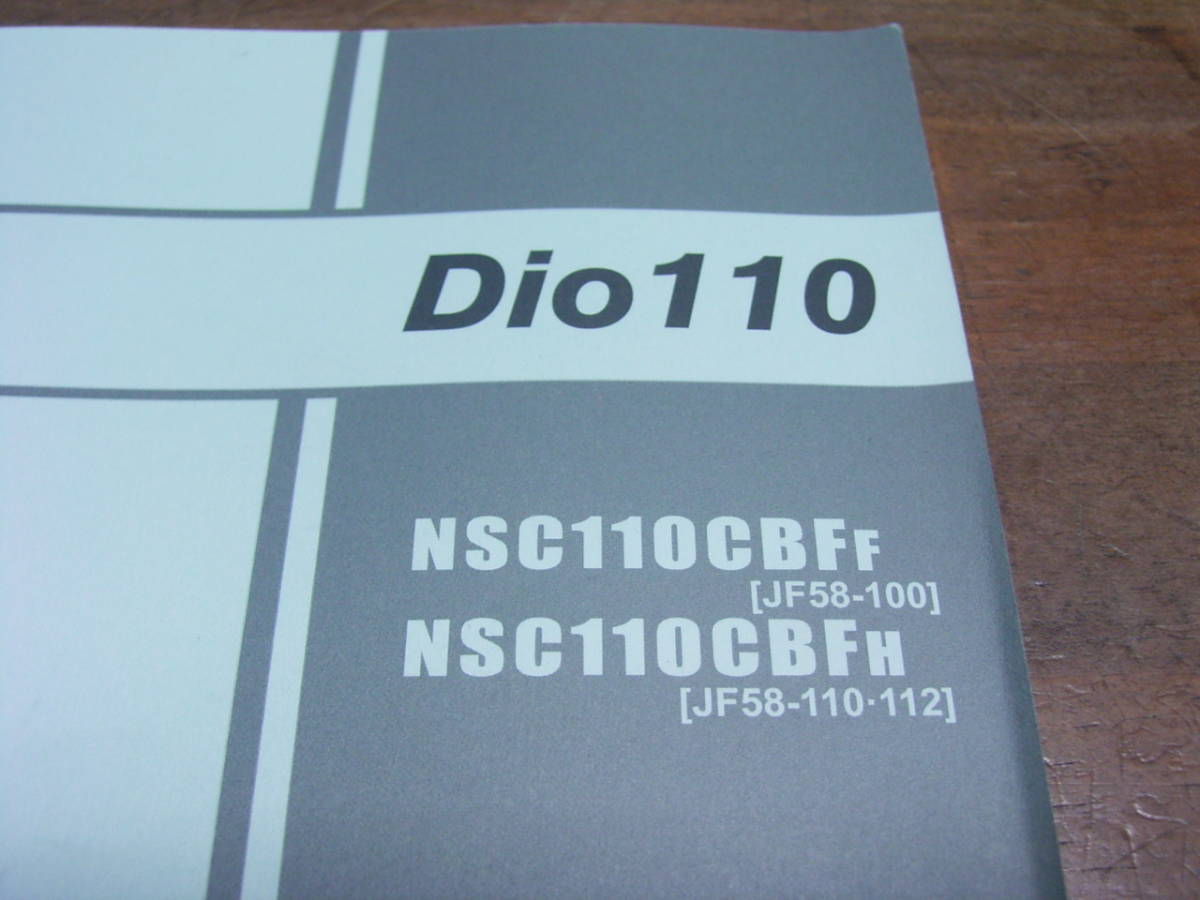 Dio110
NSC110CBFF
[JF58-100]
NSC110CBFH
[JF58-110·112]